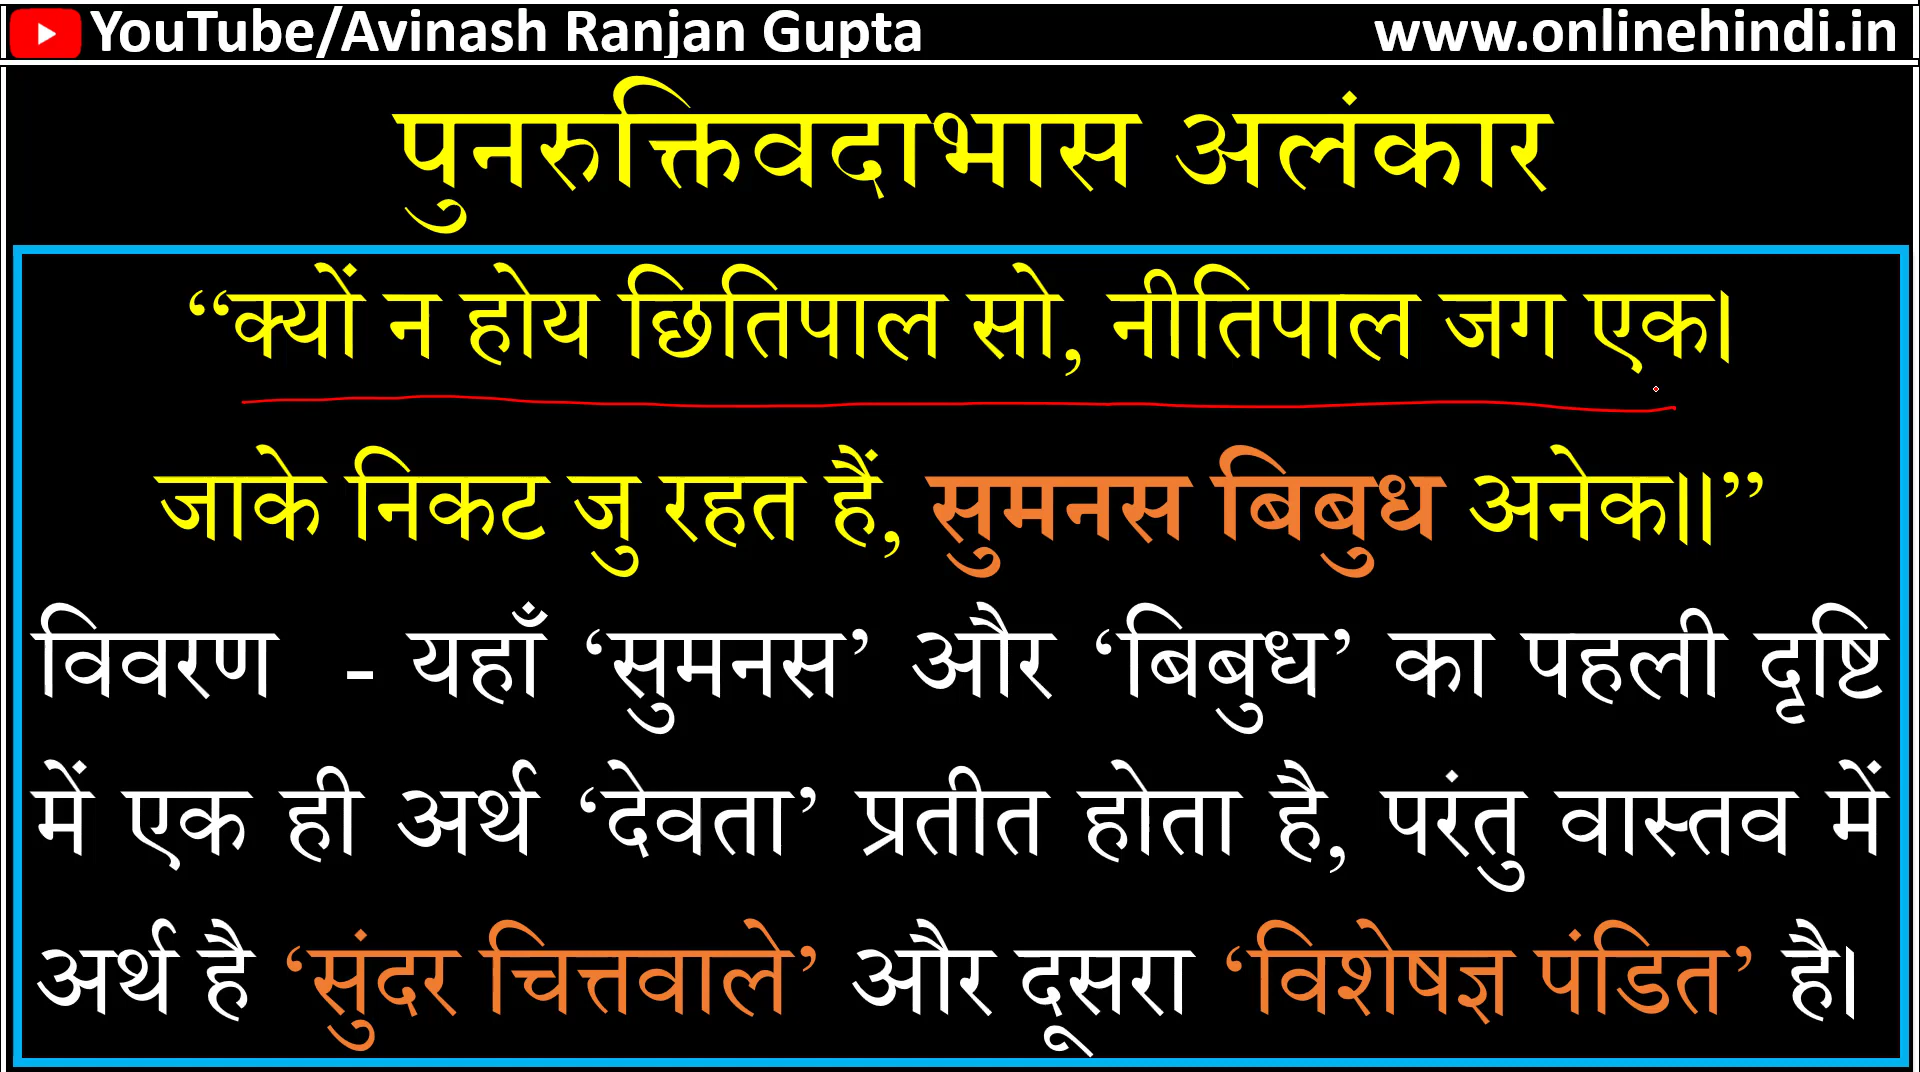 YouTube/Avinash Ranjan Gupta www.onlinehindi.in
पुनरुक्तिवदाभास अलंकार
“क्यों न होय छितिपाल सो, नीतिपाल जग एक।
जाके निकट जु रहत हैं, सुमनस बिबुध अनेक।।”
विवरण - यहाँ ‘सुमनस’ और ‘बिबुध’ का पहली दृष्टि
में एक ही अर्थ ‘देवता’ प्रतीत होता है, परंतु वास्तव में
अर्थ है ‘सुंदर चित्तवाले’ और दूसरा ‘विशेषज्ञ पंडित’ है।